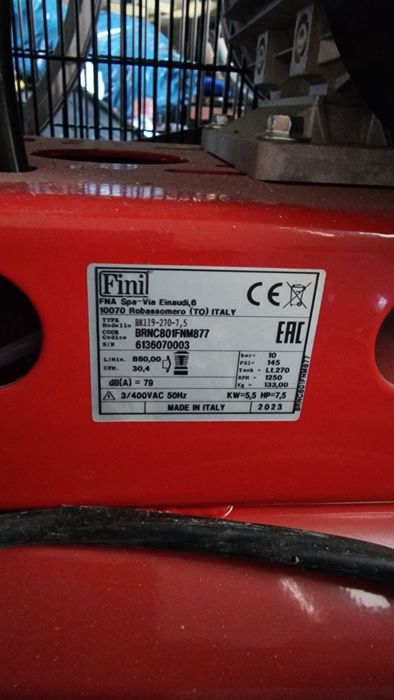 Fini
CE
FNA Spa-Via Einaudi,6
10070 Robassomero (TO) ITALY
TYPE
Modello BK119-270-7,5
CODE
Codice BRNC801FNM877
S/N 6136070003
EAC
L/Min. 860,00
CFM. 30,4
bar= 10
PSI= 145
Tank = Lt.270
RPM = 1250
Kg = 133,00
dB(A) = 79
3/400VAC 50Hz KW=5,5 HP=7,5
MADE IN ITALY 2023
BRNC801FNM877